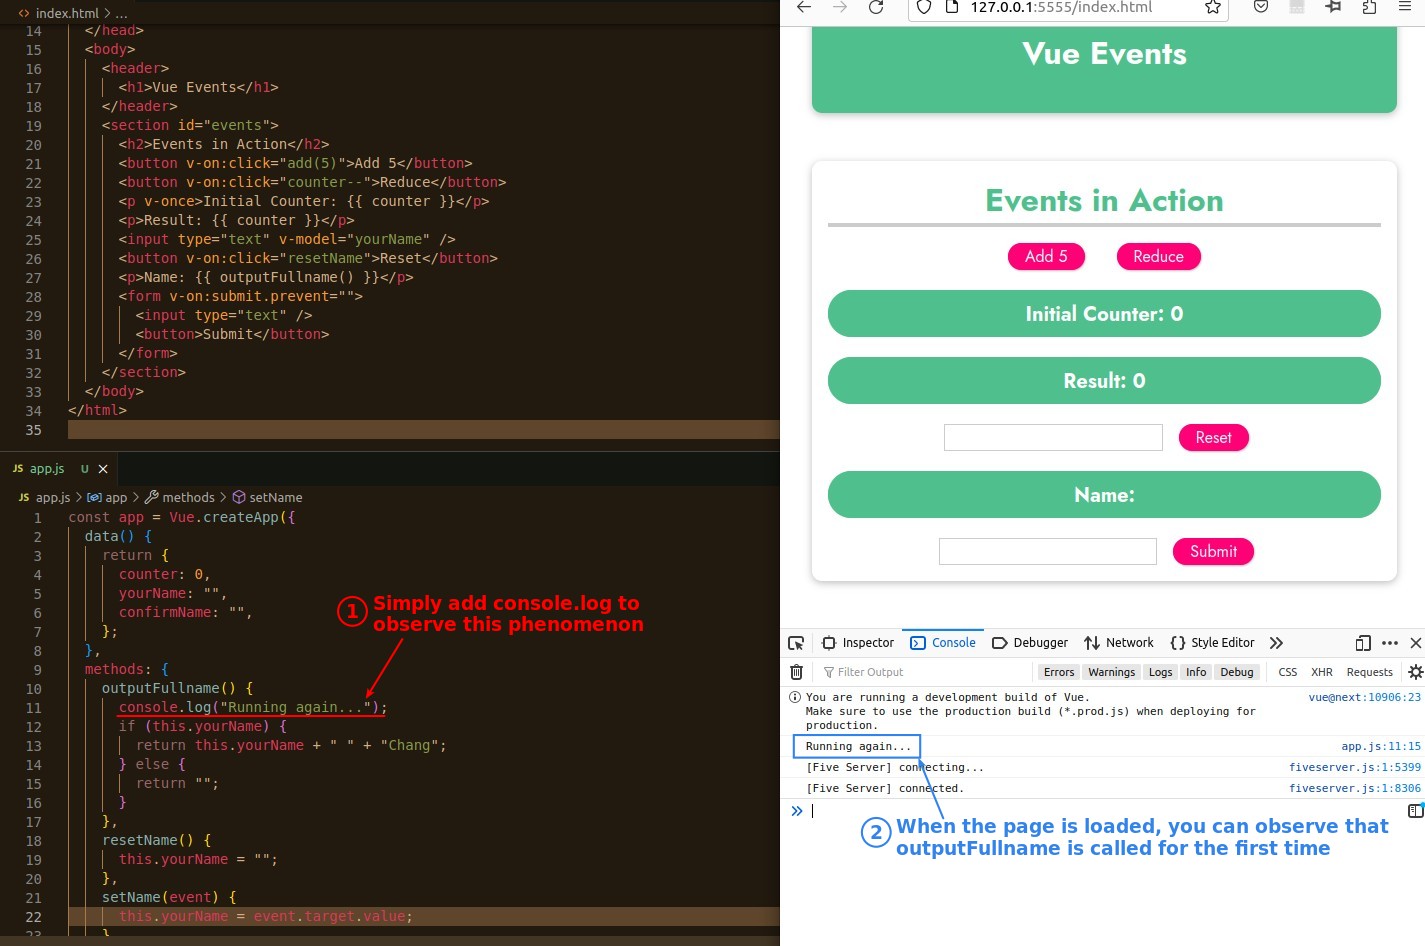 index.html > ...
14 </head>
15 <body>
16 <header>
17 <h1>Vue Events</h1>
18 </header>
19 <section id="events">
20 <h2>Events in Action</h2>
21 <button v-on:click="add(5)">Add 5</button>
22 <button v-on:click="counter--">Reduce</button>
23 <p v-once>Initial Counter: {{ counter }}</p>
24 <p>Result: {{ counter }}</p>
25 <input type="text" v-model="yourName" />
26 <button v-on:click="resetName">Reset</button>
27 <p>Name: {{ outputFullname() }}</p>
28 <form v-on:submit.prevent="">
29 <input type="text" />
30 <button>Submit</button>
31 </form>
32 </section>
33 </body>
34 </html>
35
JS app.js U
JS app.js > app > methods > setName
1 const app = Vue.createApp({
2 data() {
3 return {
4 counter: 0,
5 yourName: "",
6 confirmName: "",
7 };
8 },
9 methods: {
10 outputFullname() {
11 console.log("Running again...");
12 if (this.yourName) {
13 return this.yourName + " " + "Chang";
14 } else {
15 return "";
16 }
17 },
18 resetName() {
19 this.yourName = "";
20 },
21 setName(event) {
22 this.yourName = event.target.value;
23 }
1 Simply add console.log to
observe this phenomenon
127.0.0.1:5555/index.html
Vue Events
Events in Action
Add 5 Reduce
Initial Counter: 0
Result: 0
Reset
Name:
Submit
Inspector Console Debugger Network Style Editor
Filter Output Errors Warnings Logs Info Debug CSS XHR Requests
You are running a development build of Vue. vue@next:10906:23
Make sure to use the production build (*.prod.js) when deploying for
production.
Running again... app.js:11:15
[Five Server] connecting... fiveserver.js:1:5399
[Five Server] connected. fiveserver.js:1:8306
2 When the page is loaded, you can observe that
outputFullname is called for the first time